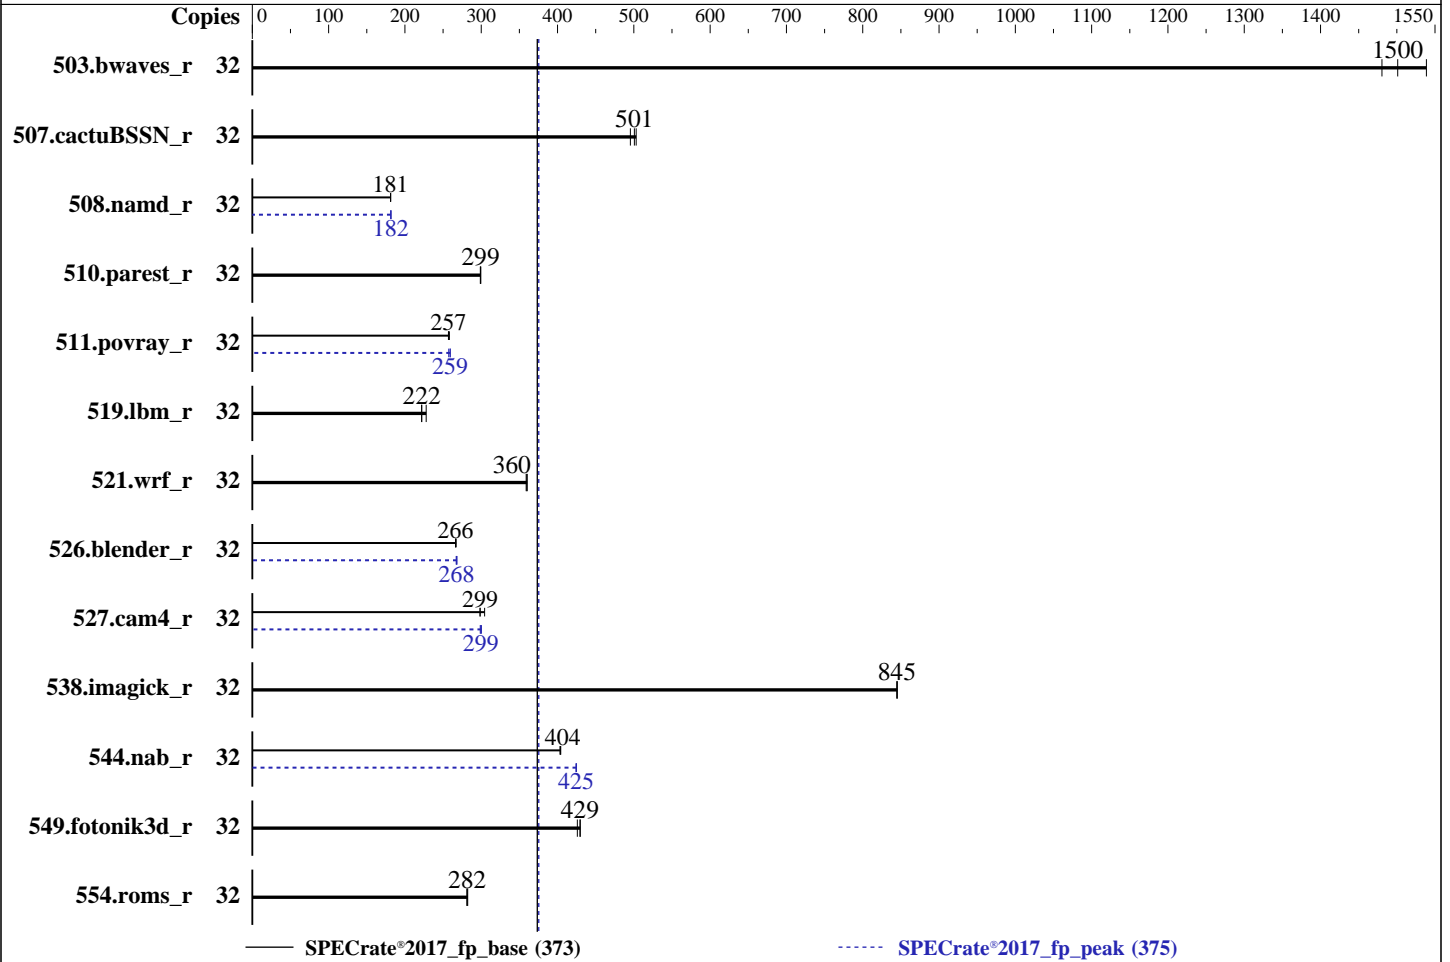 Copies 0 100 200 300 400 500 600 700 800 900 1000 1100 1200 1300 1400 1550
503.bwaves_r 32 1500
507.cactuBSSN_r 32 501
508.namd_r 32 181
182
510.parest_r 32 299
511.povray_r 32 257
259
519.lbm_r 32 222
521.wrf_r 32 360
526.blender_r 32 266
268
527.cam4_r 32 299
299
538.imagick_r 32 845
544.nab_r 32 404
425
549.fotonik3d_r 32 429
554.roms_r 32 282
SPECrate®2017_fp_base (373) SPECrate®2017_fp_peak (375)